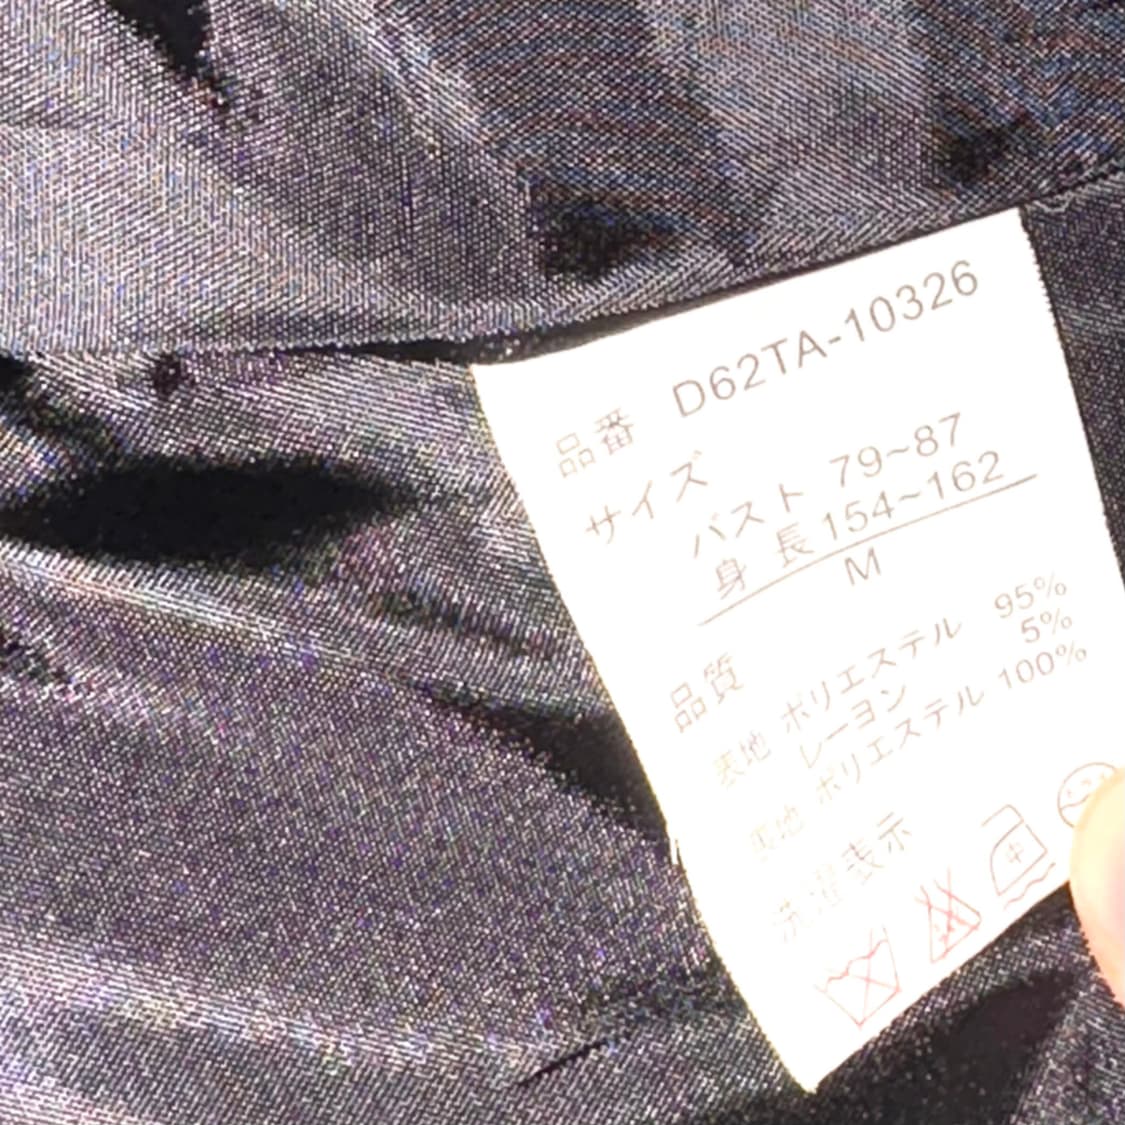 品番 D62TA-10326
サイズ
バスト 79~87
身長 154~162
M
品質
表地 ポリエステル 95%
レーヨン 5%
裏地 ポリエステル 100%
洗濯表示
中